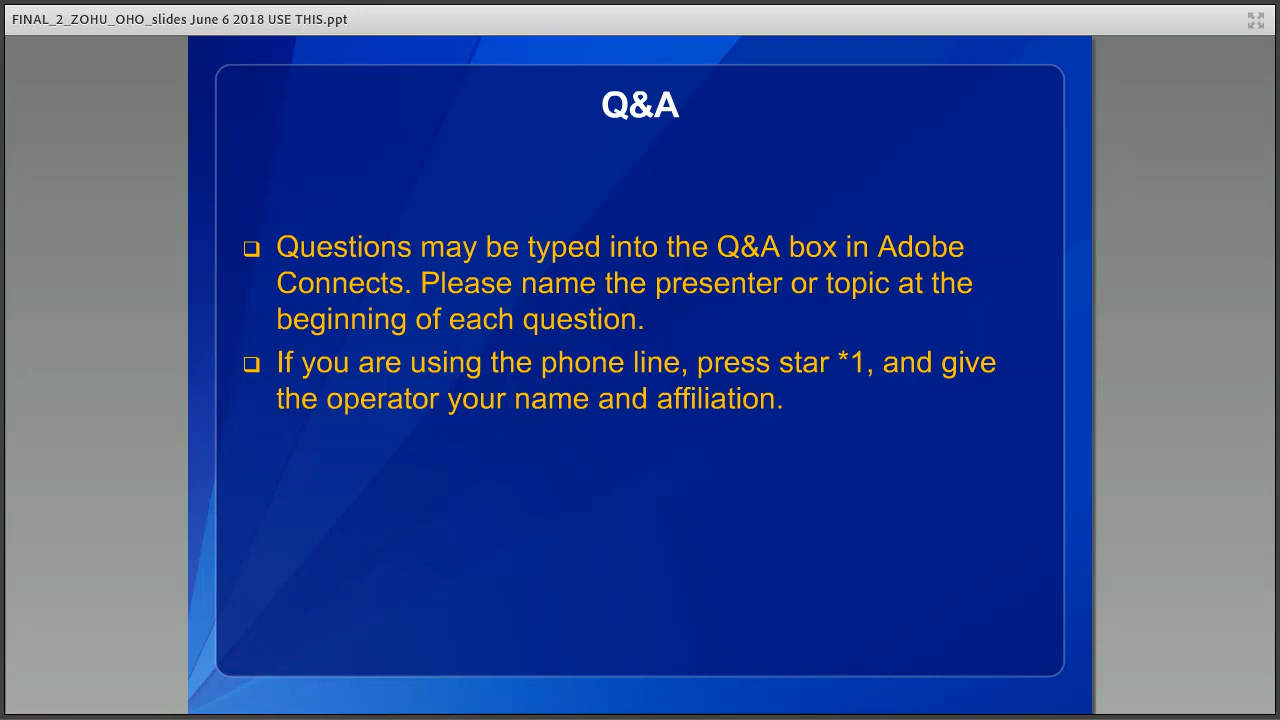 FINAL_2_ZOHU_OHO_slides June 6 2018 USE THIS.ppt
Q&A
Questions may be typed into the Q&A box in Adobe
Connects. Please name the presenter or topic at the
beginning of each question.
If you are using the phone line, press star *1, and give
the operator your name and affiliation.